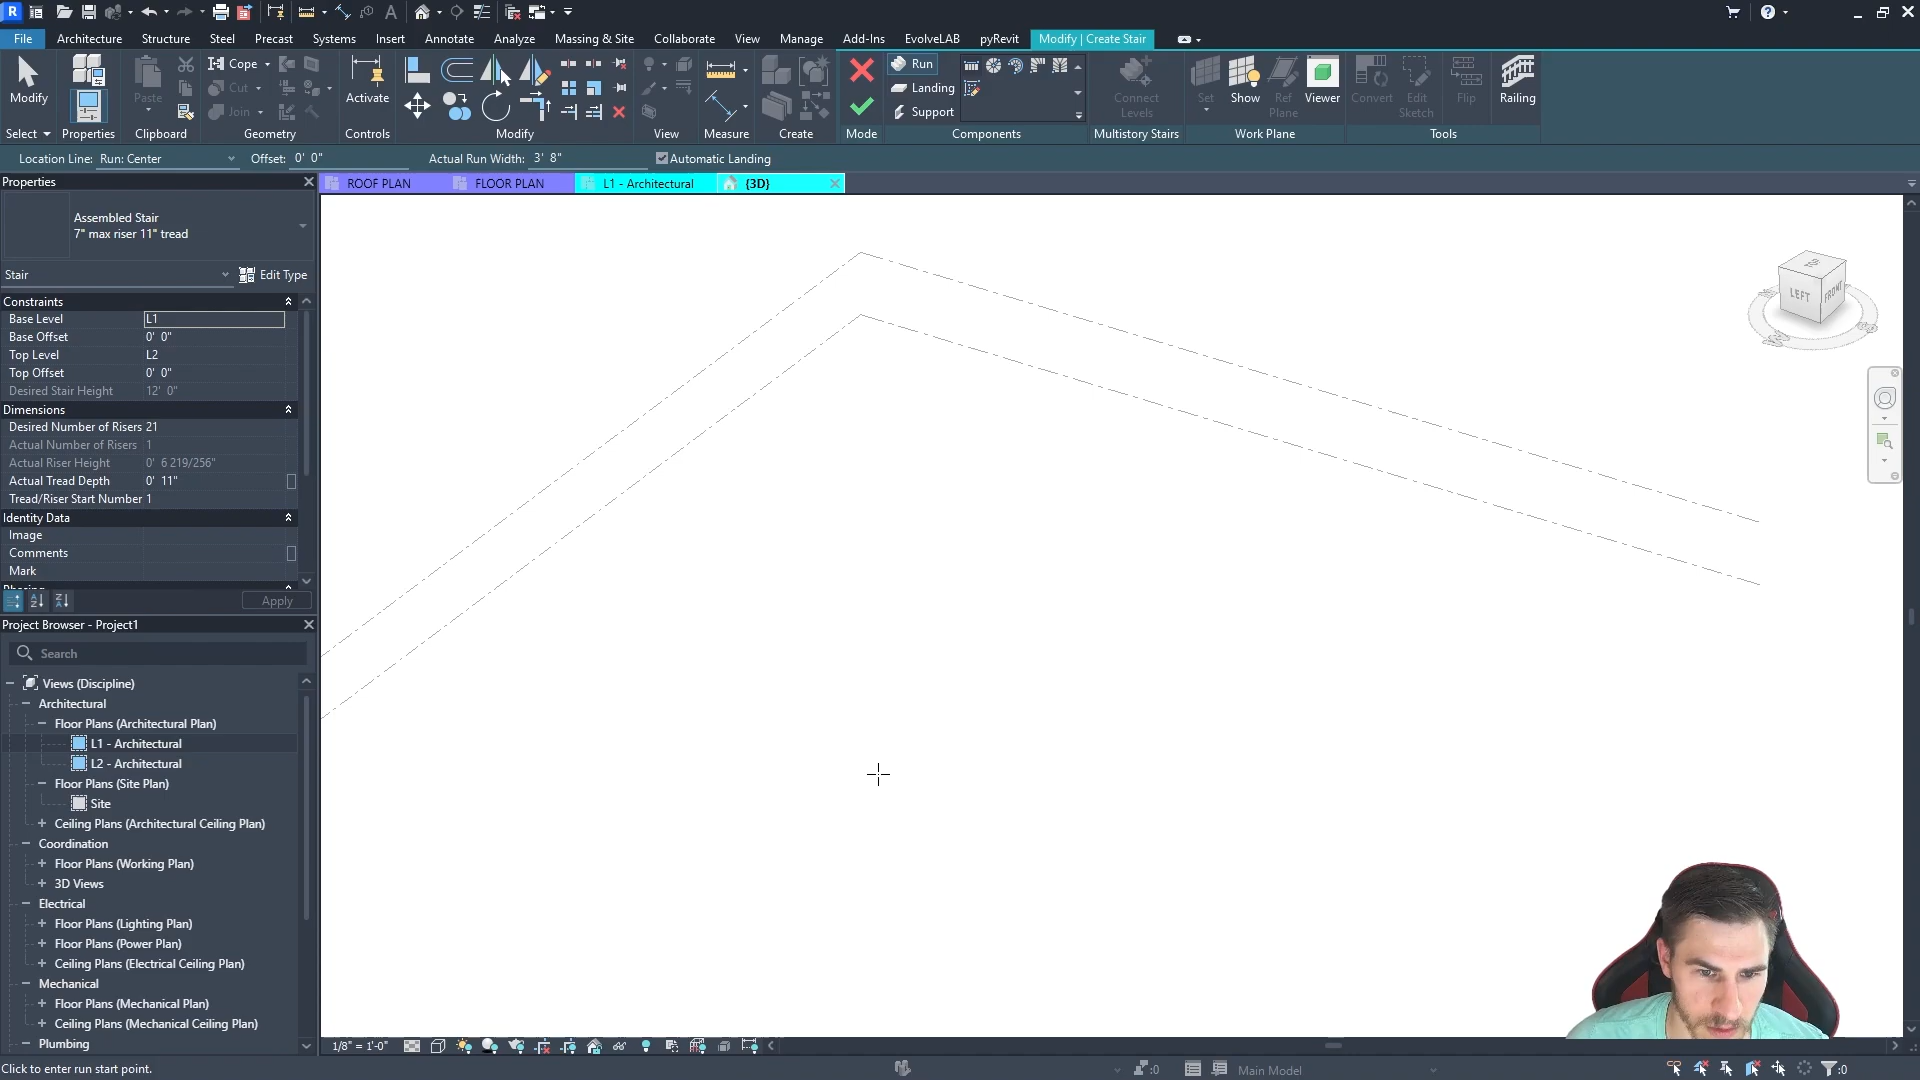 File
Architecture
Structure
Steel
Precast
Systems
Insert
Annotate
Analyze
Massing & Site
Collaborate
View
Manage
Add-Ins
EvolveLAB
pyRevit
Modify | Create Stair
Modify
Select
Properties
Paste
Clipboard
Cope
Cut
Join
Geometry
Activate
Controls
Modify
View
Measure
Create
Mode
Run
Landing
Support
Components
Connect
Levels
Multistory Stairs
Set
Show
Ref
Plane
Viewer
Work Plane
Convert
Edit
Sketch
Flip
Tools
Railing
Location Line: Run: Center
Offset: 0' 0"
Actual Run Width: 3' 8"
Automatic Landing
Properties
ROOF PLAN
FLOOR PLAN
L1 - Architectural
{3D}
Assembled Stair
7" max riser 11" tread
Stair
Edit Type
Constraints
Base Level L1
Base Offset 0' 0"
Top Level L2
Top Offset 0' 0"
Desired Stair Height 12' 0"
Dimensions
Desired Number of Risers 21
Actual Number of Risers 1
Actual Riser Height 0' 6 219/256"
Actual Tread Depth 0' 11"
Tread/Riser Start Number 1
Identity Data
Image
Comments
Mark
Apply
Project Browser - Project1
Search
Views (Discipline)
Architectural
Floor Plans (Architectural Plan)
L1 - Architectural
L2 - Architectural
Floor Plans (Site Plan)
Site
Ceiling Plans (Architectural Ceiling Plan)
Coordination
Floor Plans (Working Plan)
3D Views
Electrical
Floor Plans (Lighting Plan)
Floor Plans (Power Plan)
Ceiling Plans (Electrical Ceiling Plan)
Mechanical
Floor Plans (Mechanical Plan)
Ceiling Plans (Mechanical Ceiling Plan)
Plumbing
LEFT
FRONT
1/8" = 1'-0"
Click to enter run start point.
:0
Main Model
:0